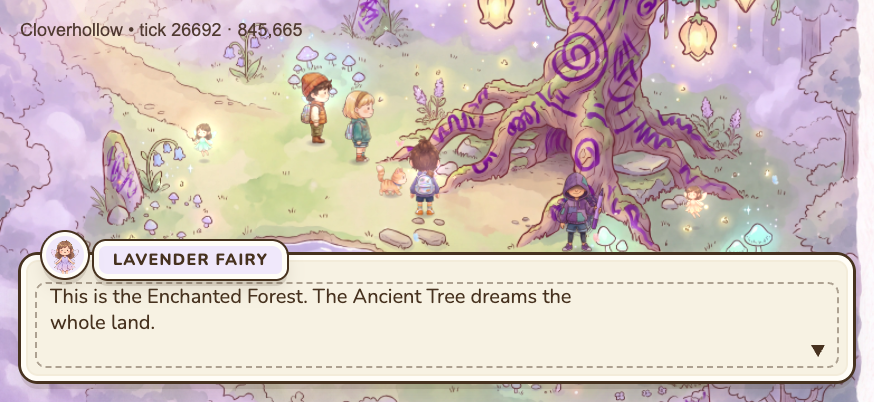 Cloverhollow • tick 26692 · 845,665
LAVENDER FAIRY
This is the Enchanted Forest. The Ancient Tree dreams the
whole land.